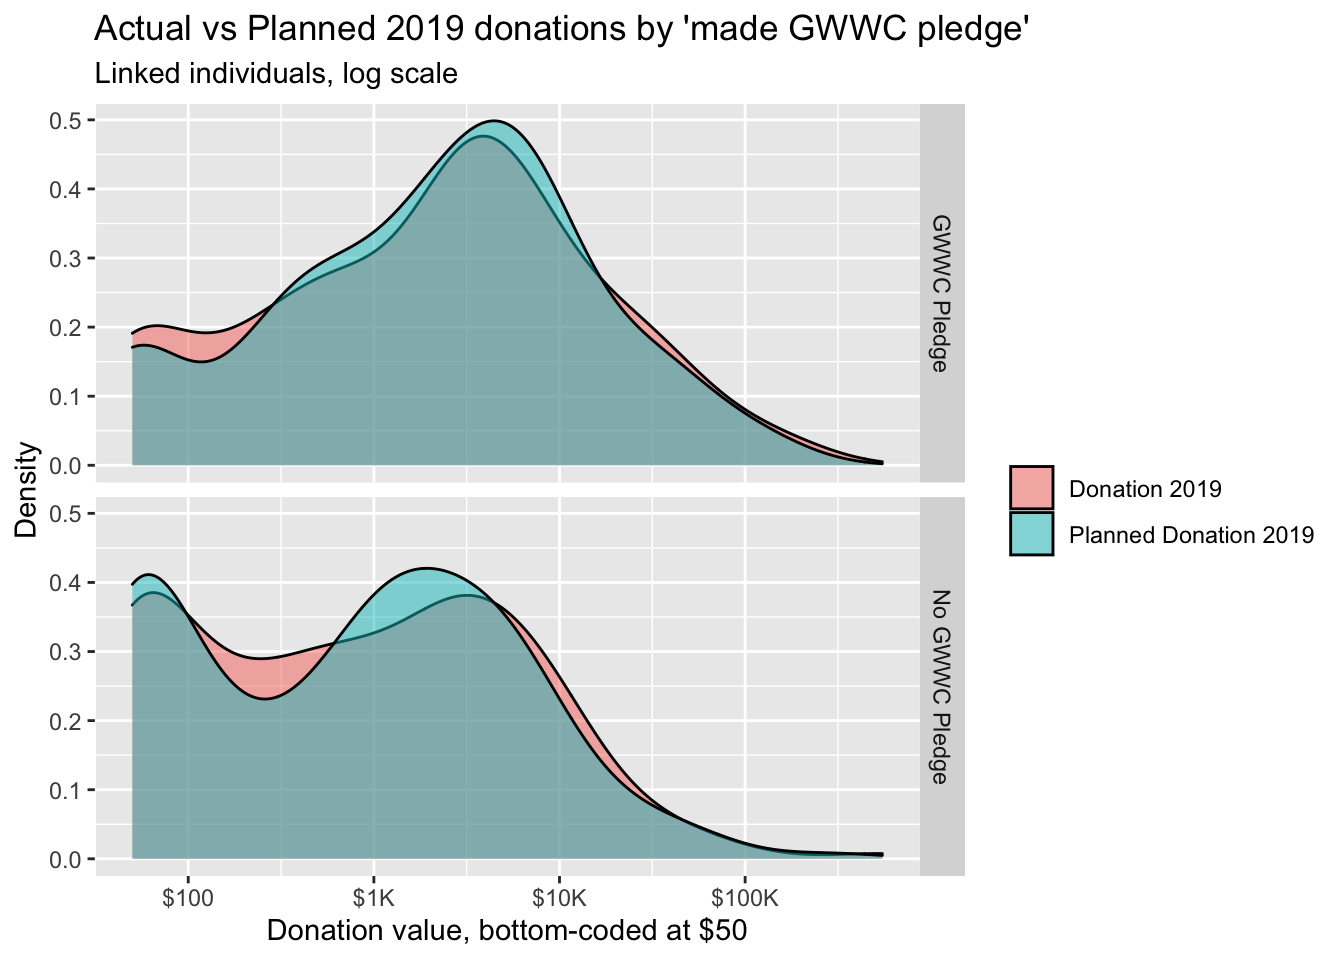 Actual vs Planned 2019 donations by 'made GWWC pledge'
Linked individuals, log scale
0.5
0.4
0.3
0.2
0.1
0.0
GWWC Pledge
0.5
0.4
0.3
0.2
0.1
0.0
No GWWC Pledge
Density
$100
$1K
$10K
$100K
Donation value, bottom-coded at $50
Donation 2019
Planned Donation 2019